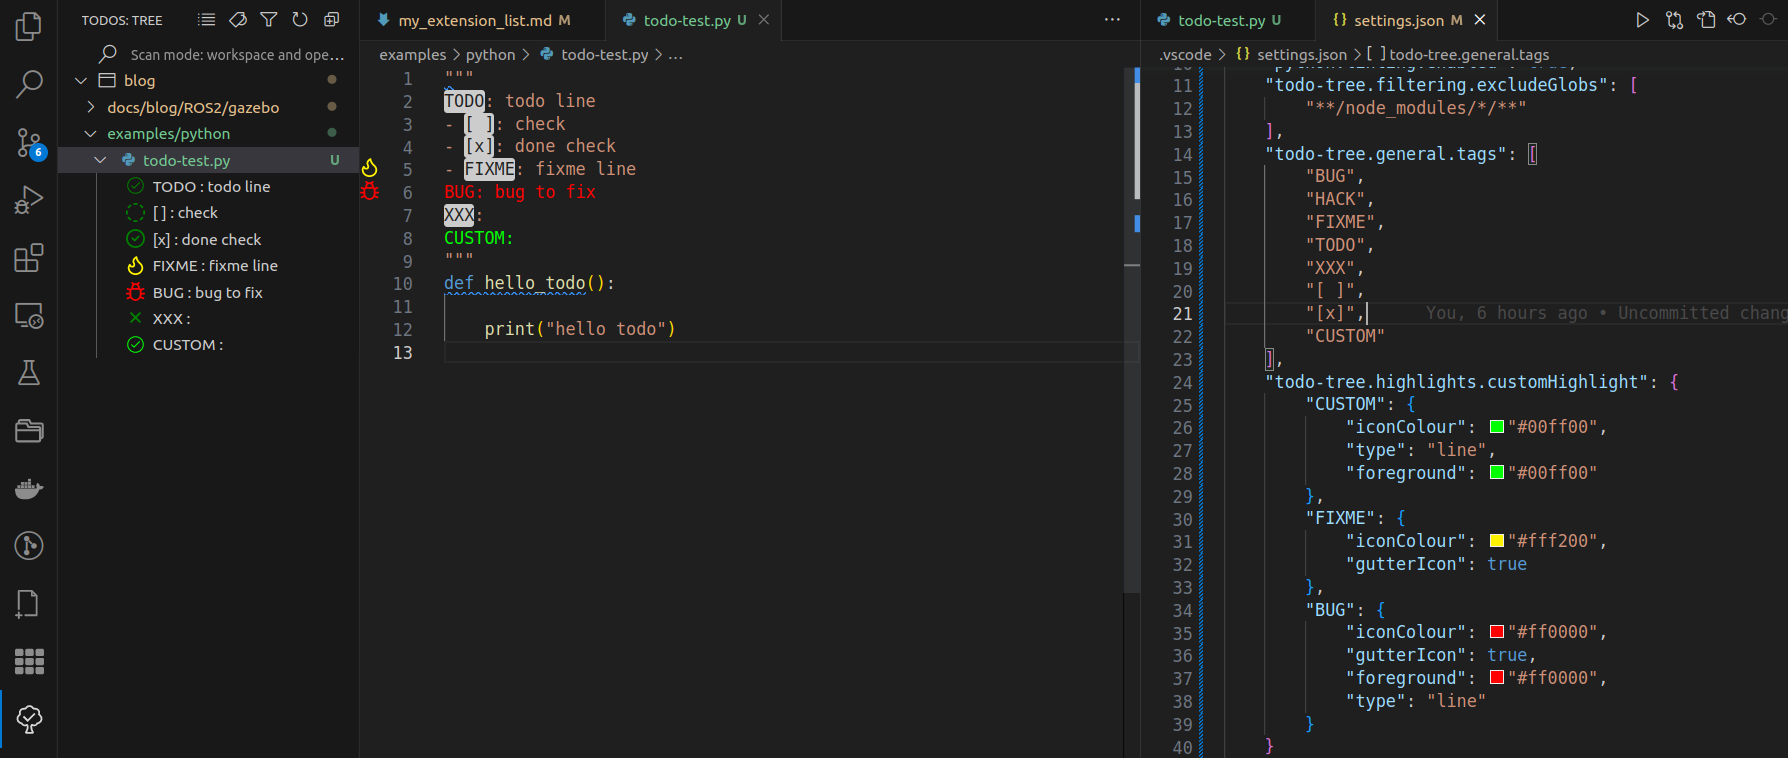 TODOS: TREE
Scan mode: workspace and ope...
blog
docs/blog/ROS2/gazebo
examples/python
todo-test.py U
TODO : todo line
[ ] : check
[x] : done check
FIXME : fixme line
BUG : bug to fix
XXX :
CUSTOM :
6
my_extension_list.md M
todo-test.py U
examples > python > todo-test.py > ...
1 """
2 TODO: todo line
3 - [ ]: check
4 - [x]: done check
5 - FIXME: fixme line
6 BUG: bug to fix
7 XXX:
8 CUSTOM:
9 """
10 def hello_todo():
11
12 print("hello todo")
13
todo-test.py U
settings.json M
.vscode > {} settings.json > [ ] todo-tree.general.tags
11 "todo-tree.filtering.excludeGlobs": [
12 "**/node_modules/*/**"
13 ],
14 "todo-tree.general.tags": [
15 "BUG",
16 "HACK",
17 "FIXME",
18 "TODO",
19 "XXX",
20 "[ ]",
21 "[x]", You, 6 hours ago • Uncommitted chang
22 "CUSTOM"
23 ],
24 "todo-tree.highlights.customHighlight": {
25 "CUSTOM": {
26 "iconColour": "#00ff00",
27 "type": "line",
28 "foreground": "#00ff00"
29 },
30 "FIXME": {
31 "iconColour": "#fff200",
32 "gutterIcon": true
33 },
34 "BUG": {
35 "iconColour": "#ff0000",
36 "gutterIcon": true,
37 "foreground": "#ff0000",
38 "type": "line"
39 }
40 }